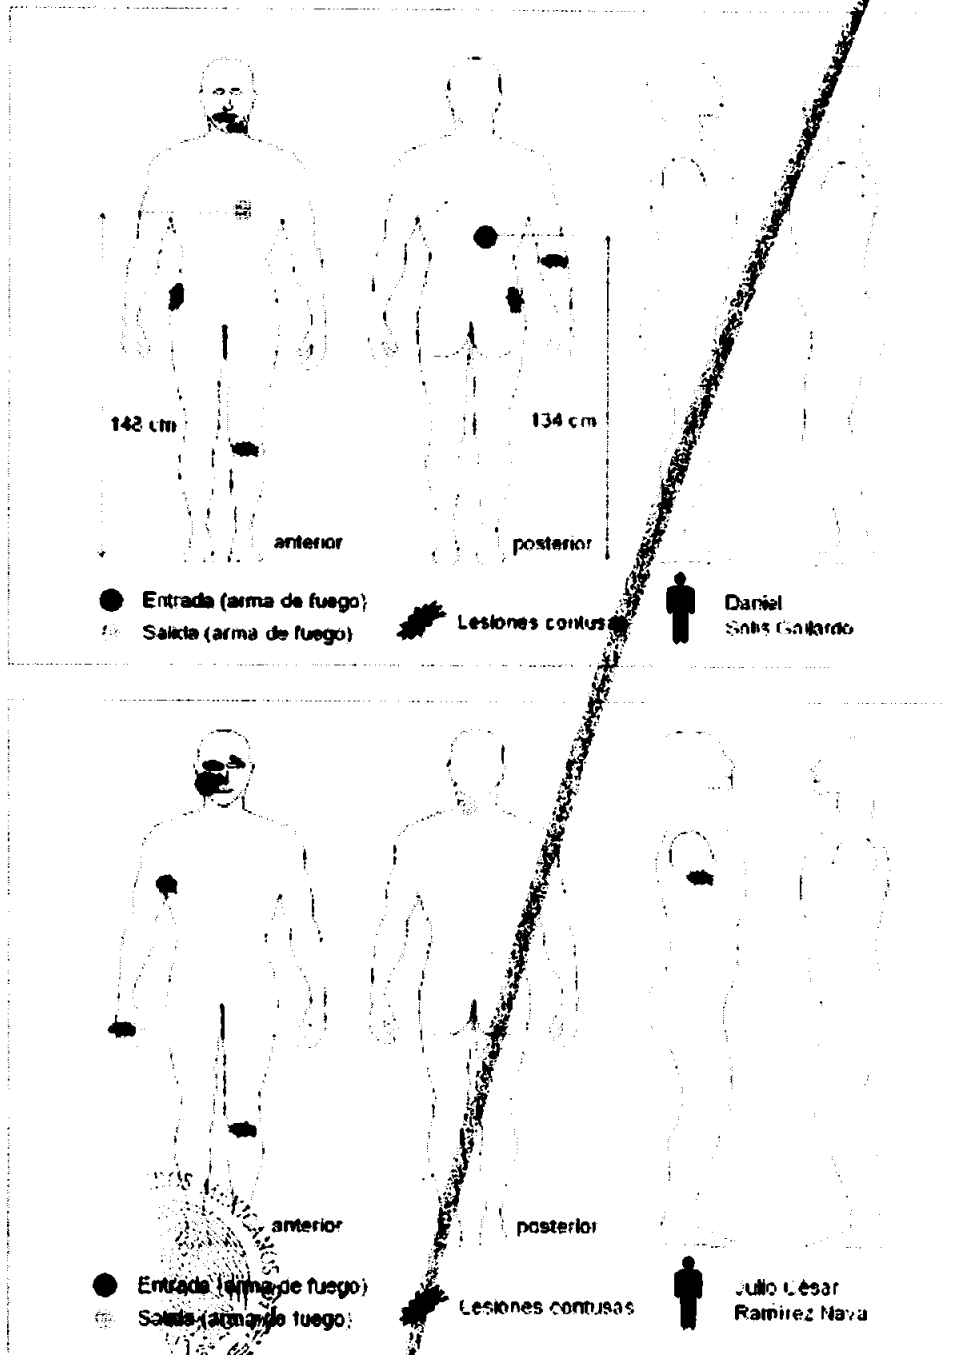 148 cm
134 cm
anterior
posterior
Entrada (arma de fuego)
Salida (arma de fuego)
Lesiones contusas
Daniel
Solis Gallardo
anterior
posterior
Entrada (arma de fuego)
Salida (arma de fuego)
Lesiones contusas
Julio César
Ramírez Nava